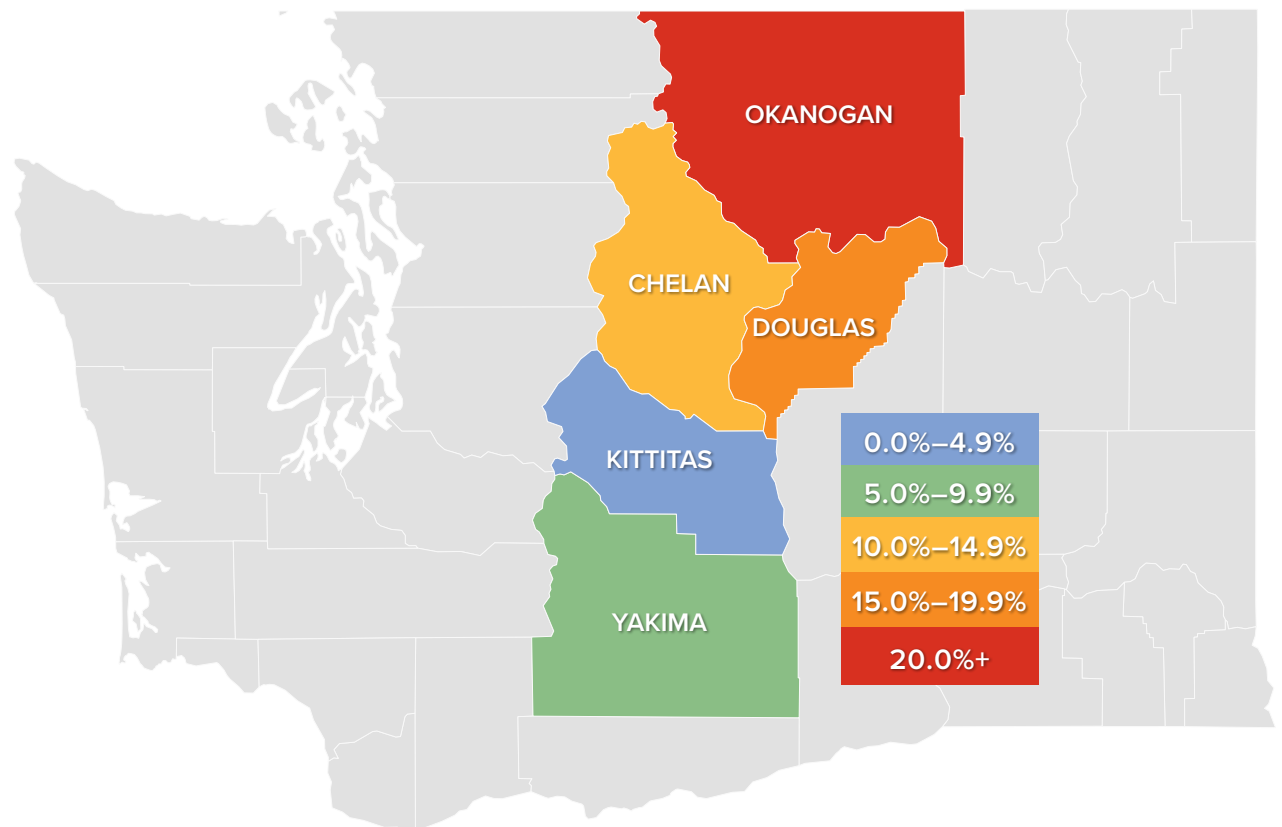 OKANOGAN
CHELAN
DOUGLAS
KITTITAS
YAKIMA
0.0%–4.9%
5.0%–9.9%
10.0%–14.9%
15.0%–19.9%
20.0%+